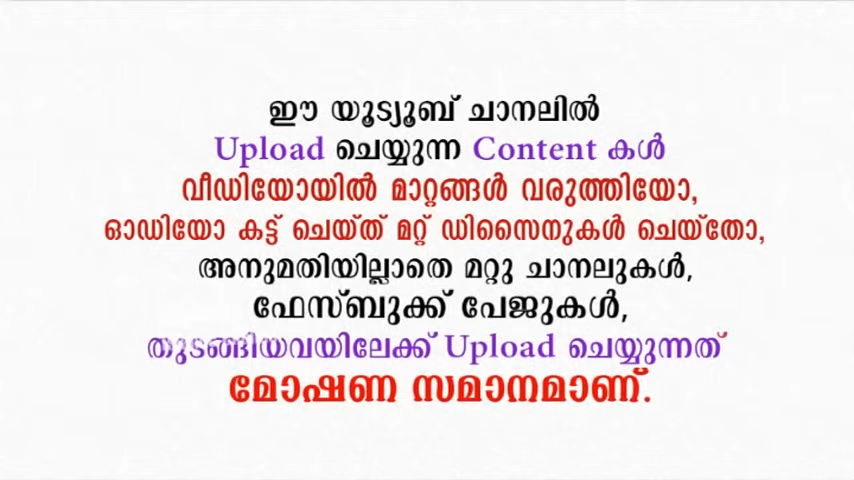 ഈ യൂട്യൂബ് ചാനലിൽ
Upload ചെയ്യുന്ന Content കൾ
വീഡിയോയിൽ മാറ്റങ്ങൾ വരുത്തിയോ,
ഓഡിയോ കട്ട് ചെയ്ത് മറ്റ് ഡിസൈനുകൾ ചെയ്തോ,
അനുമതിയില്ലാതെ മറ്റു ചാനലുകൾ,
ഫേസ്ബുക്ക് പേജുകൾ,
തുടങ്ങിയവയിലേക്ക് Upload ചെയ്യുന്നത്
മോഷണ സമാനമാണ്.